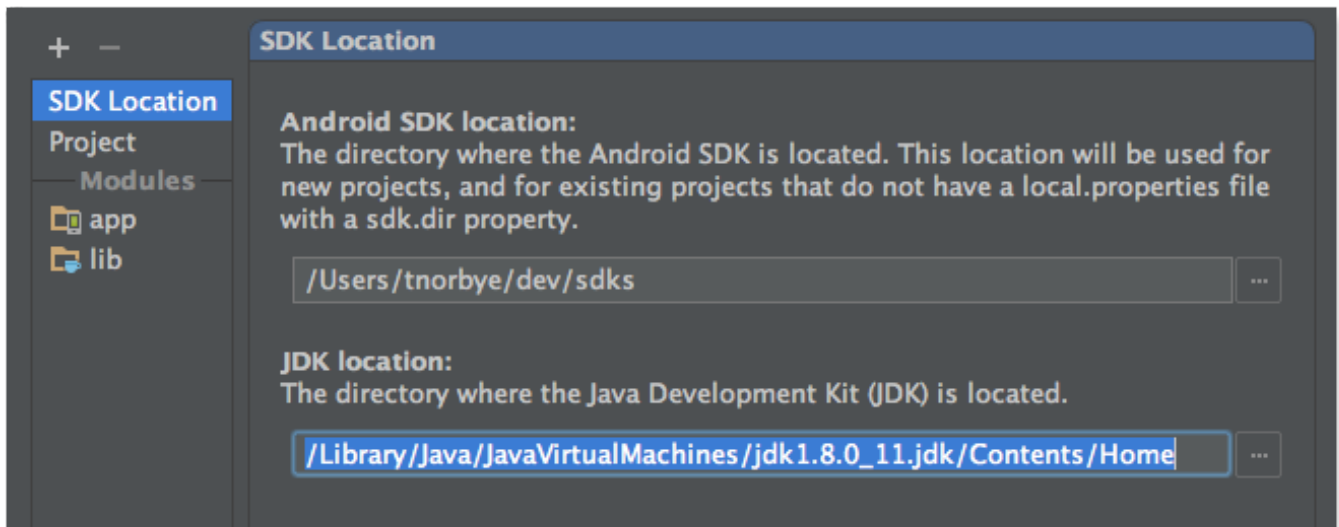 SDK Location
SDK Location
Project
Modules
app
lib
Android SDK location:
The directory where the Android SDK is located. This location will be used for
new projects, and for existing projects that do not have a local.properties file
with a sdk.dir property.
/Users/tnorbye/dev/sdks
...
JDK location:
The directory where the Java Development Kit (JDK) is located.
/Library/Java/JavaVirtualMachines/jdk1.8.0_11.jdk/Contents/Home
...